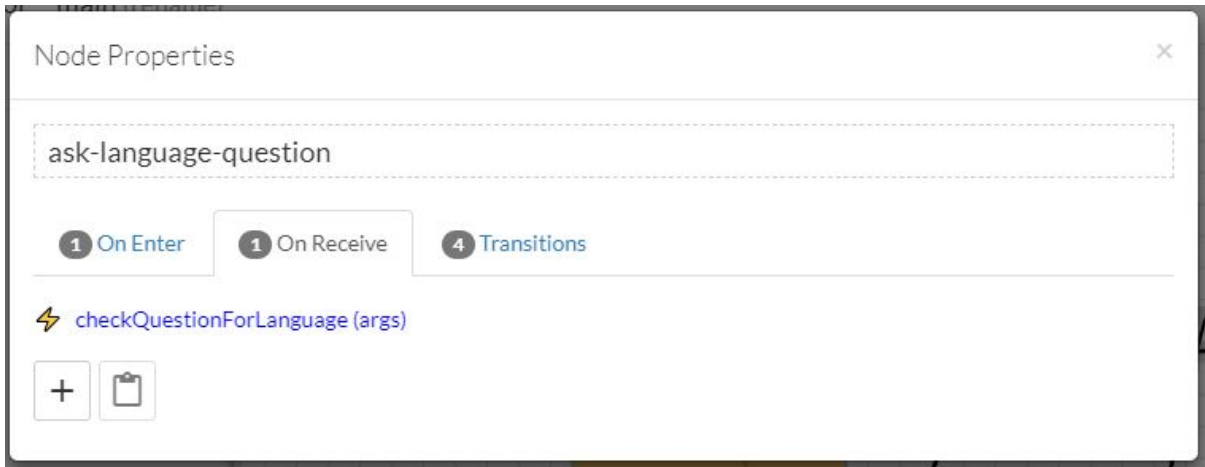 Node Properties
×
ask-language-question
1 On Enter 1 On Receive 4 Transitions
checkQuestionForLanguage (args)
+